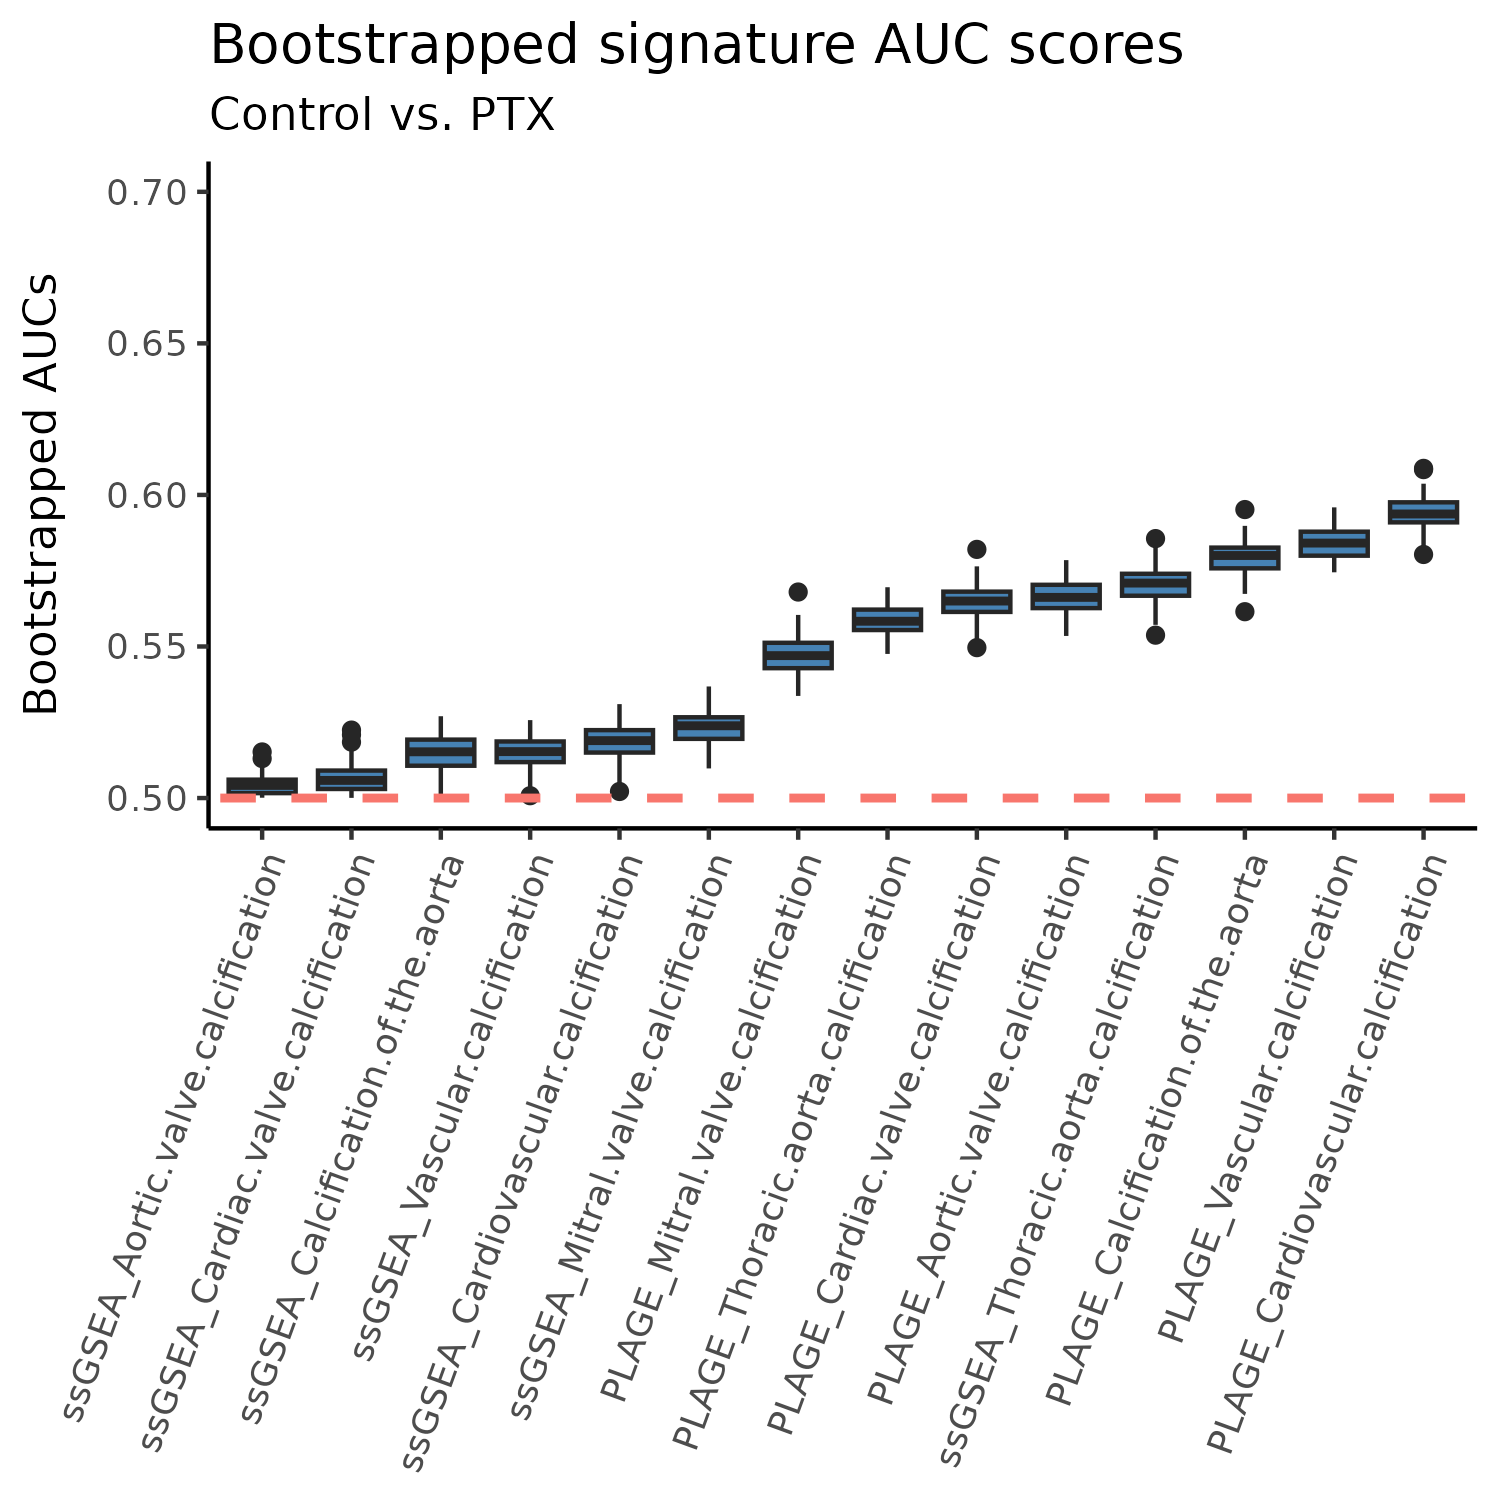 Bootstrapped signature AUC scores
Control vs. PTX
Bootstrapped AUCs
0.70
0.65
0.60
0.55
0.50
ssGSEA_Aortic.valve.calcification
ssGSEA_Cardiac.valve.calcification
ssGSEA_Calcification.of.the.aorta
ssGSEA_Vascular.calcification
ssGSEA_Cardiovascular.calcification
ssGSEA_Mitral.valve.calcification
PLAGE_Mitral.valve.calcification
PLAGE_Thoracic.aorta.calcification
PLAGE_Cardiac.valve.calcification
PLAGE_Aortic.valve.calcification
ssGSEA_Thoracic.aorta.calcification
PLAGE_Calcification.of.the.aorta
PLAGE_Vascular.calcification
PLAGE_Cardiovascular.calcification